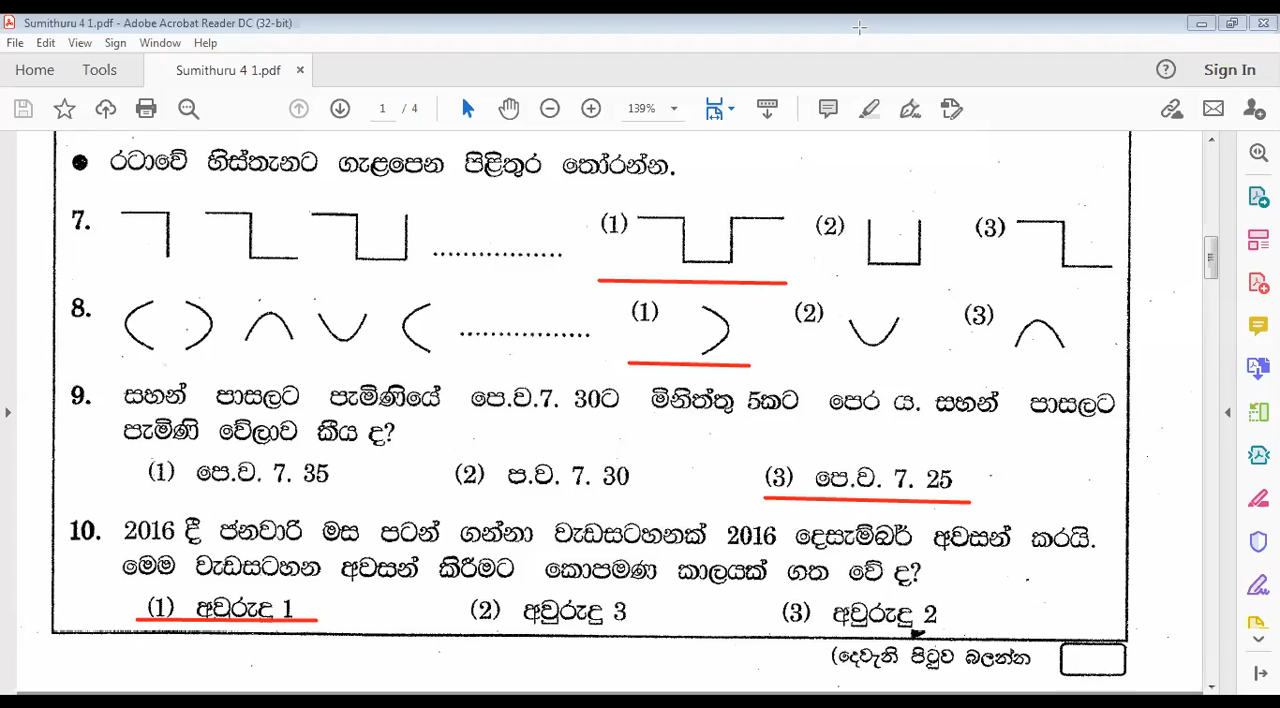 Sumithuru 4 1.pdf - Adobe Acrobat Reader DC (32-bit)
File Edit View Sign Window Help
Home Tools Sumithuru 4 1.pdf × Sign In
1 / 4 139%
● රටාවේ හිස්තැනට ගැළපෙන පිළිතුර තෝරන්න.
7. ................ (1) (2) (3)
8. ................ (1) (2) (3)
9. සහන් පාසලට පැමිණියේ පෙ.ව.7. 30ට මිනිත්තු 5කට පෙර ය. සහන් පාසලට
පැමිණි වේලාව කීය ද?
(1) පෙ.ව. 7. 35 (2) ප.ව. 7. 30 (3) පෙ.ව. 7. 25
10. 2016 දී ජනවාරි මස පටන් ගන්නා වැඩසටහනක් 2016 දෙසැම්බර් අවසන් කරයි.
මෙම වැඩසටහන අවසන් කිරීමට කොපමණ කාලයක් ගත වේ ද?
(1) අවුරුදු 1 (2) අවුරුදු 3 (3) අවුරුදු 2
(දෙවැනි පිටුව බලන්න